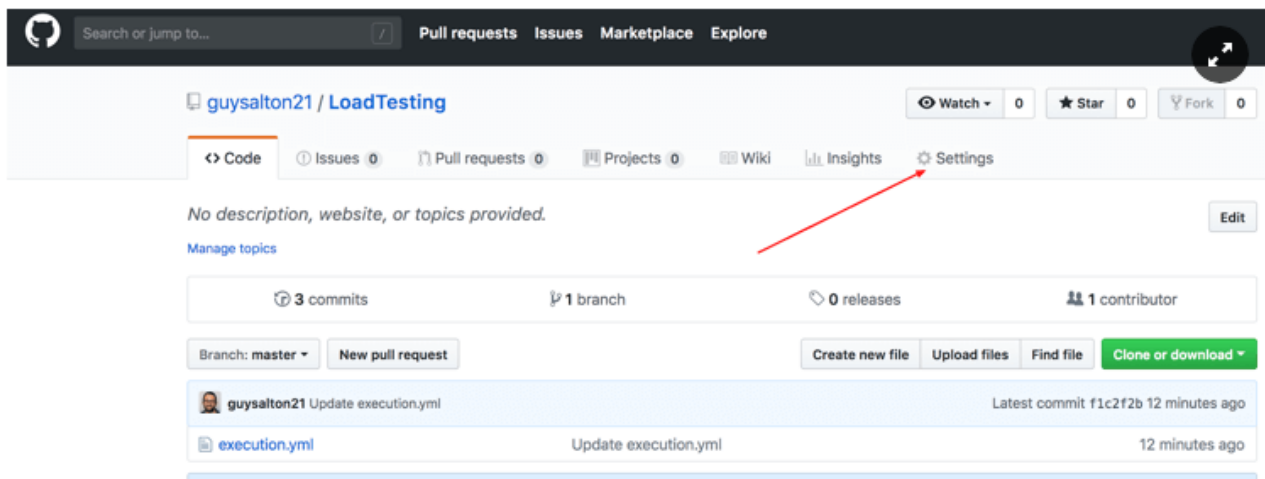 Search or jump to... / Pull requests Issues Marketplace Explore
guysalton21 / LoadTesting Watch 0 Star 0 Fork 0
<> Code Issues 0 Pull requests 0 Projects 0 Wiki Insights Settings
No description, website, or topics provided. Edit
Manage topics
3 commits 1 branch 0 releases 1 contributor
Branch: master New pull request Create new file Upload files Find file Clone or download
guysalton21 Update execution.yml Latest commit f1c2f2b 12 minutes ago
execution.yml Update execution.yml 12 minutes ago